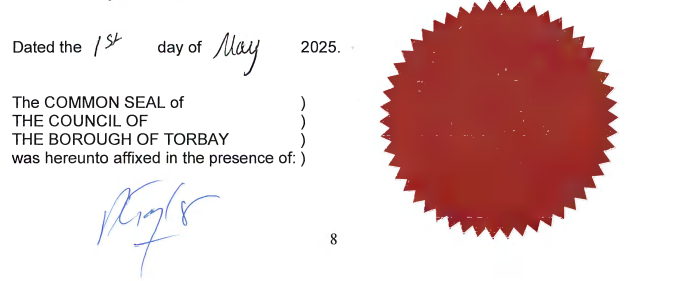 Dated the 1st day of May 2025.
The COMMON SEAL of )
THE COUNCIL OF )
THE BOROUGH OF TORBAY )
was hereunto affixed in the presence of: )
8